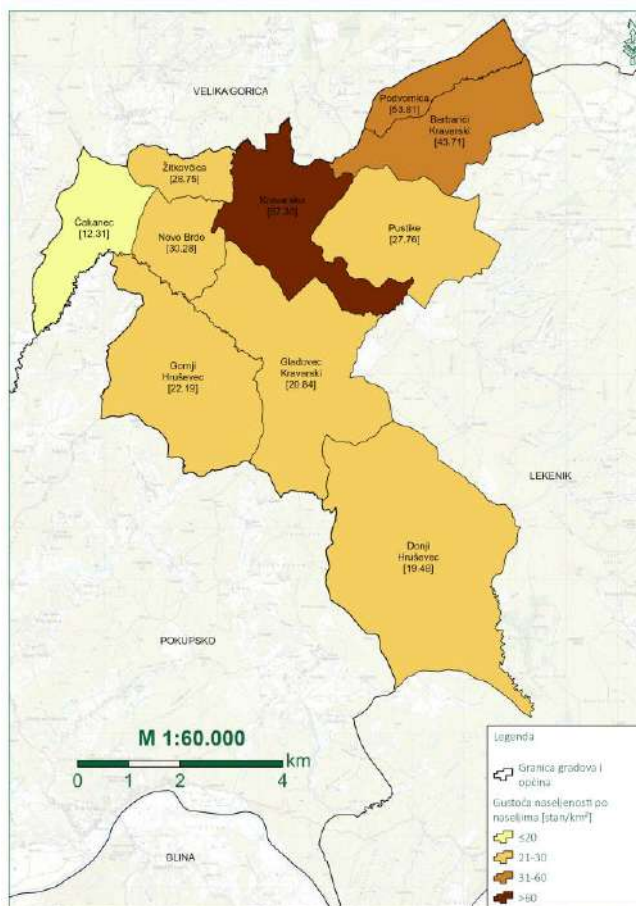 VELIKA GORICA
Podvornica
[53.81]
Berbarići
Kravarski
[43.71]
Žitkovčica
[28.75]
Kravarsko
Čakanec
[12.31]
Novo Brdo
[30.28]
Pustike
[27.76]
Gornji
Hruševec
[22.19]
Gladovec
Kravarski
[20.84]
LEKENIK
Donji
Hruševec
[19.48]
POKUPSKO
M 1:60.000
0 1 2 4 km
GLINA
Legenda
Granica gradova i
općina
Gustoća naseljenosti po
naseljima [stan/km²]
≤20
21-30
31-60
>60